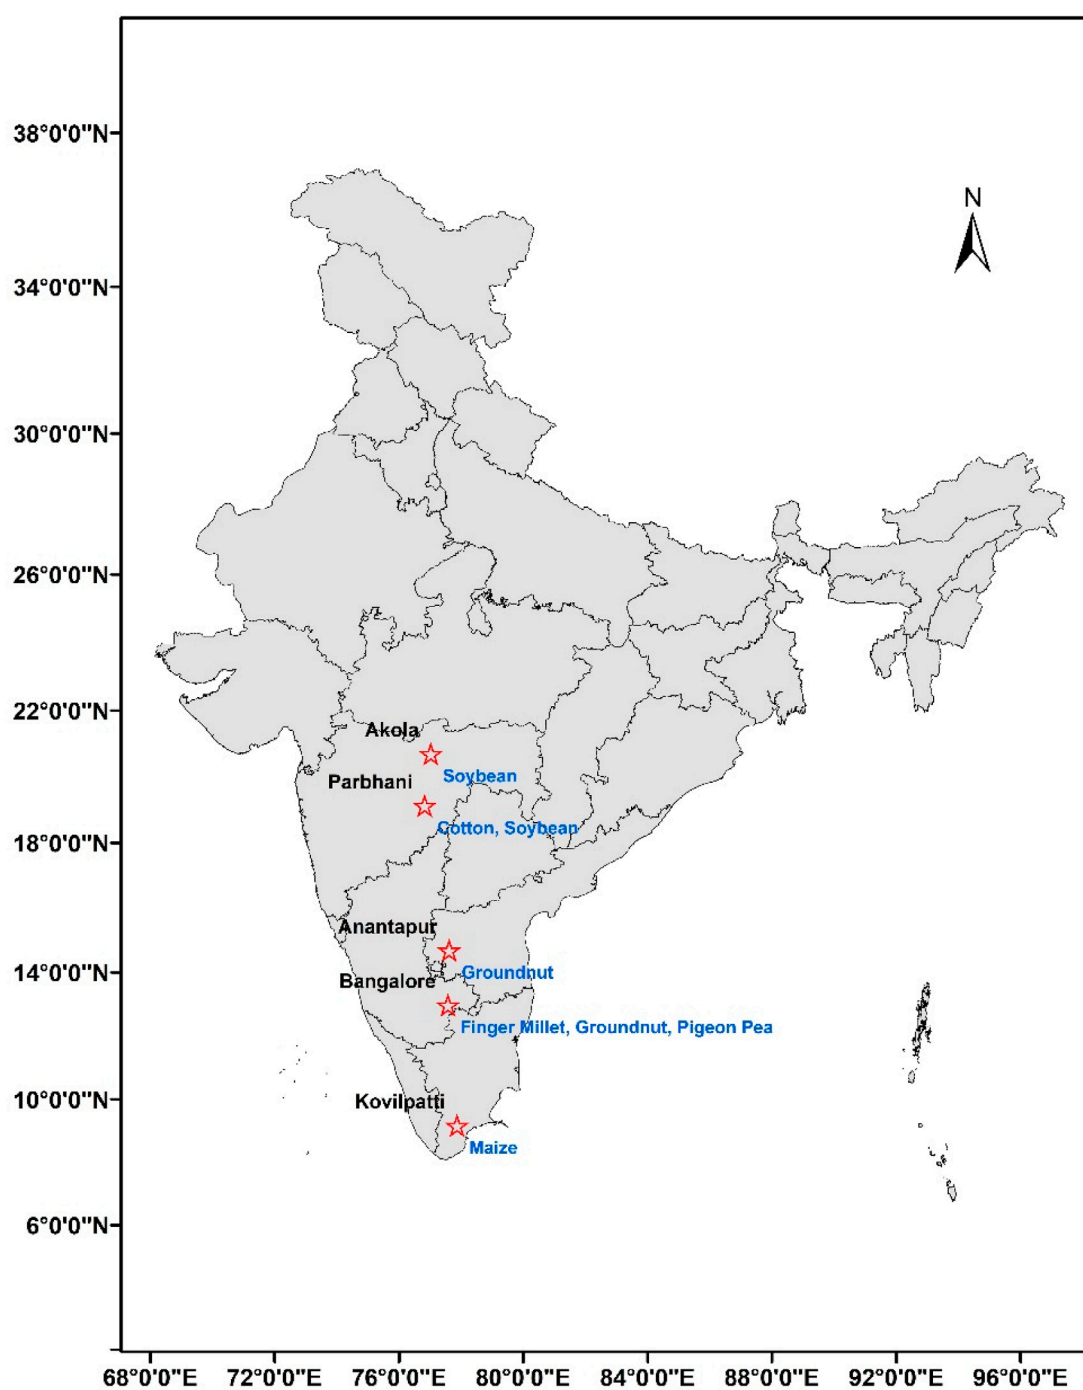 N
38°0'0"N
34°0'0"N
30°0'0"N
26°0'0"N
22°0'0"N
Akola
Soybean
Parbhani
Cotton, Soybean
18°0'0"N
Anantapur
Groundnut
14°0'0"N
Bangalore
Finger Millet, Groundnut, Pigeon Pea
10°0'0"N
Kovilpatti
Maize
6°0'0"N
68°0'0"E 72°0'0"E 76°0'0"E 80°0'0"E 84°0'0"E 88°0'0"E 92°0'0"E 96°0'0"E